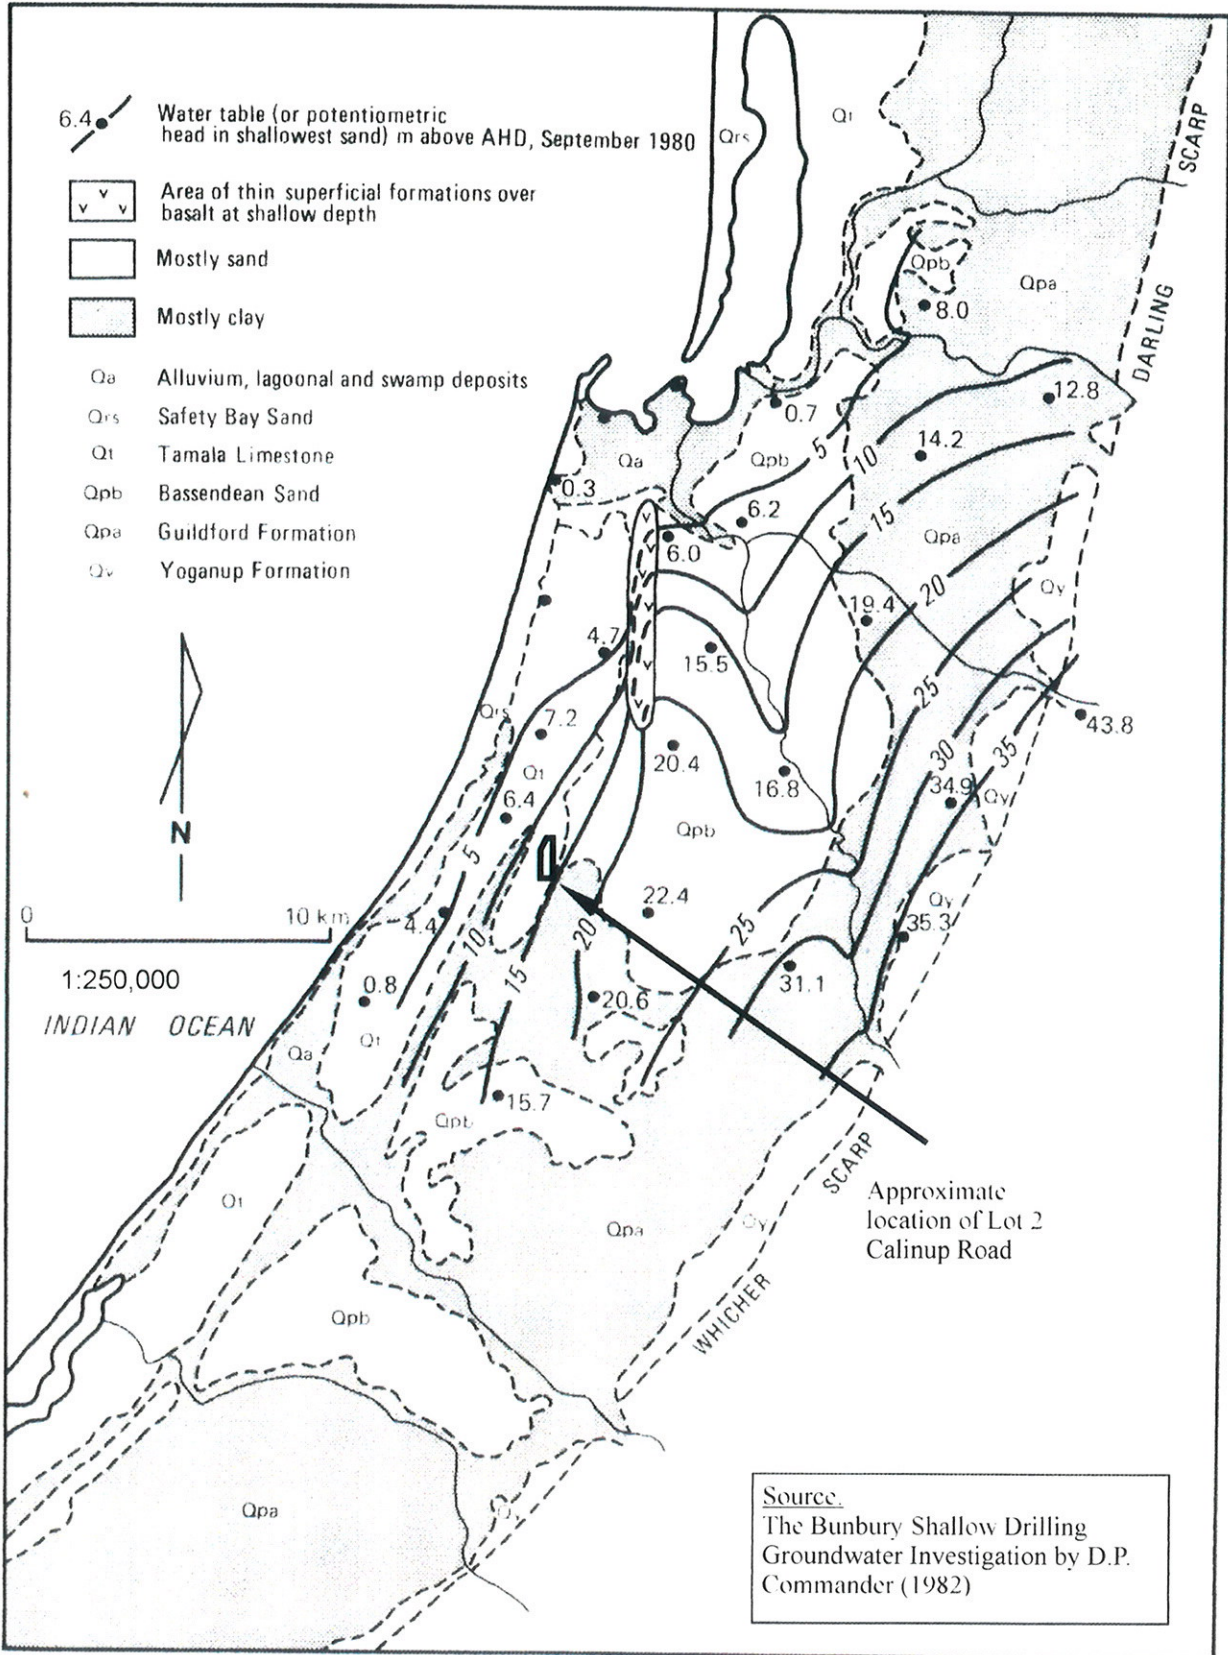 6.4
Water table (or potentiometric
head in shallowest sand) m above AHD, September 1980
Area of thin superficial formations over
basalt at shallow depth
Mostly sand
Mostly clay
Qa Alluvium, lagoonal and swamp deposits
Qrs Safety Bay Sand
Qt Tamala Limestone
Qpb Bassendean Sand
Qpa Guildford Formation
Qy Yoganup Formation
N
0 10 km
1:250,000
INDIAN OCEAN
Qrs
Qt
SCARP
DARLING
Qpb
Qpa
8.0
12.8
0.7
5
10
14.2
Qa
Qpb
0.3
6.2
15
6.0
Qpa
20
Qy
19.4
4.7
15.5
25
Qrs
7.2
43.8
20.4
30
35
Qt
16.8
34.9
Qy
6.4
Qpb
5
22.4
Qy
4.4
25
35.3
10
20
15
31.1
0.8
20.6
Qt
Qa
15.7
Qpb
SCARP
Approximate
location of Lot 2
Calinup Road
Qt
Qpa
Qy
WHICHER
Qpb
Qpa
Source.
The Bunbury Shallow Drilling
Groundwater Investigation by D.P.
Commander (1982)